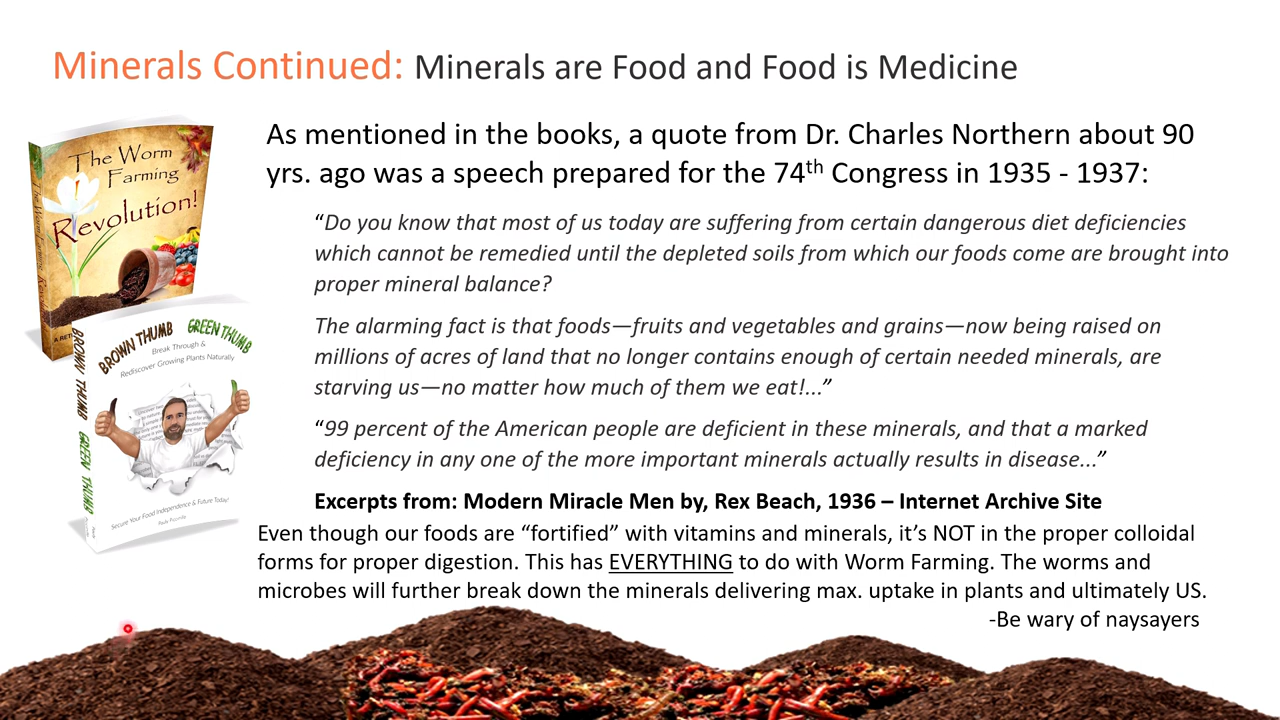 Minerals Continued: Minerals are Food and Food is Medicine
As mentioned in the books, a quote from Dr. Charles Northern about 90
yrs. ago was a speech prepared for the 74th Congress in 1935 - 1937:
“Do you know that most of us today are suffering from certain dangerous diet deficiencies
which cannot be remedied until the depleted soils from which our foods come are brought into
proper mineral balance?
The alarming fact is that foods—fruits and vegetables and grains—now being raised on
millions of acres of land that no longer contains enough of certain needed minerals, are
starving us—no matter how much of them we eat!...”
“99 percent of the American people are deficient in these minerals, and that a marked
deficiency in any one of the more important minerals actually results in disease...”
Excerpts from: Modern Miracle Men by, Rex Beach, 1936 – Internet Archive Site
Even though our foods are “fortified” with vitamins and minerals, it’s NOT in the proper colloidal
forms for proper digestion. This has EVERYTHING to do with Worm Farming. The worms and
microbes will further break down the minerals delivering max. uptake in plants and ultimately US.
-Be wary of naysayers
The Worm
Farming
Revolution!
BROWN THUMB GREEN THUMB
Break Through &
Rediscover Growing Plants Naturally
BROWN THUMB GREEN THUMB
Secure Your Food Independence & Future Today!